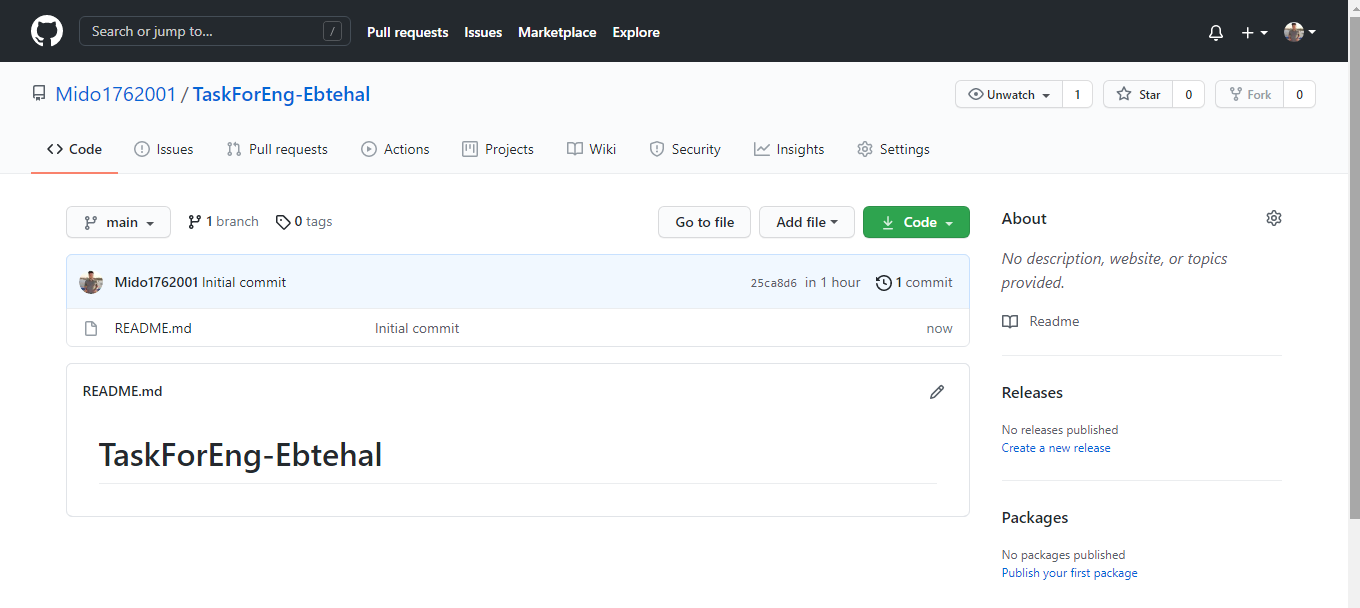 Search or jump to... /
Pull requests Issues Marketplace Explore
Mido1762001 / TaskForEng-Ebtehal
Unwatch 1 Star 0 Fork 0
Code Issues Pull requests Actions Projects Wiki Security Insights Settings
main 1 branch 0 tags
Go to file Add file Code
Mido1762001 Initial commit 25ca8d6 in 1 hour 1 commit
README.md Initial commit now
README.md
TaskForEng-Ebtehal
About
No description, website, or topics
provided.
Readme
Releases
No releases published
Create a new release
Packages
No packages published
Publish your first package